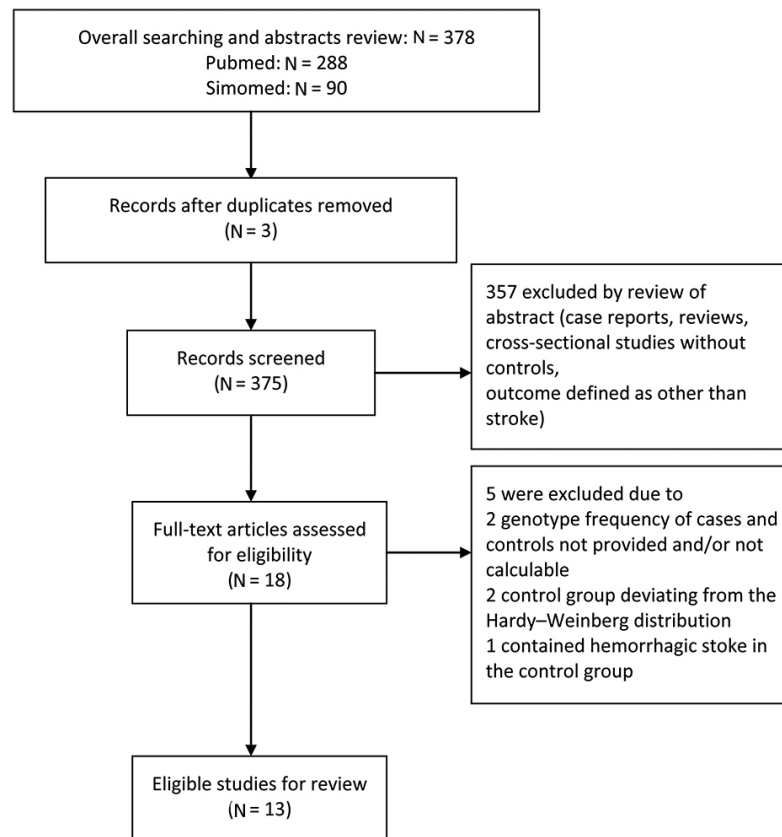 Overall searching and abstracts review: N = 378
Pubmed: N = 288
Simomed: N = 90
Records after duplicates removed
(N = 3)
357 excluded by review of
abstract (case reports, reviews,
cross-sectional studies without
controls,
outcome defined as other than
stroke)
Records screened
(N = 375)
Full-text articles assessed
for eligibility
(N = 18)
5 were excluded due to
2 genotype frequency of cases and
controls not provided and/or not
calculable
2 control group deviating from the
Hardy–Weinberg distribution
1 contained hemorrhagic stoke in
the control group
Eligible studies for review
(N = 13)